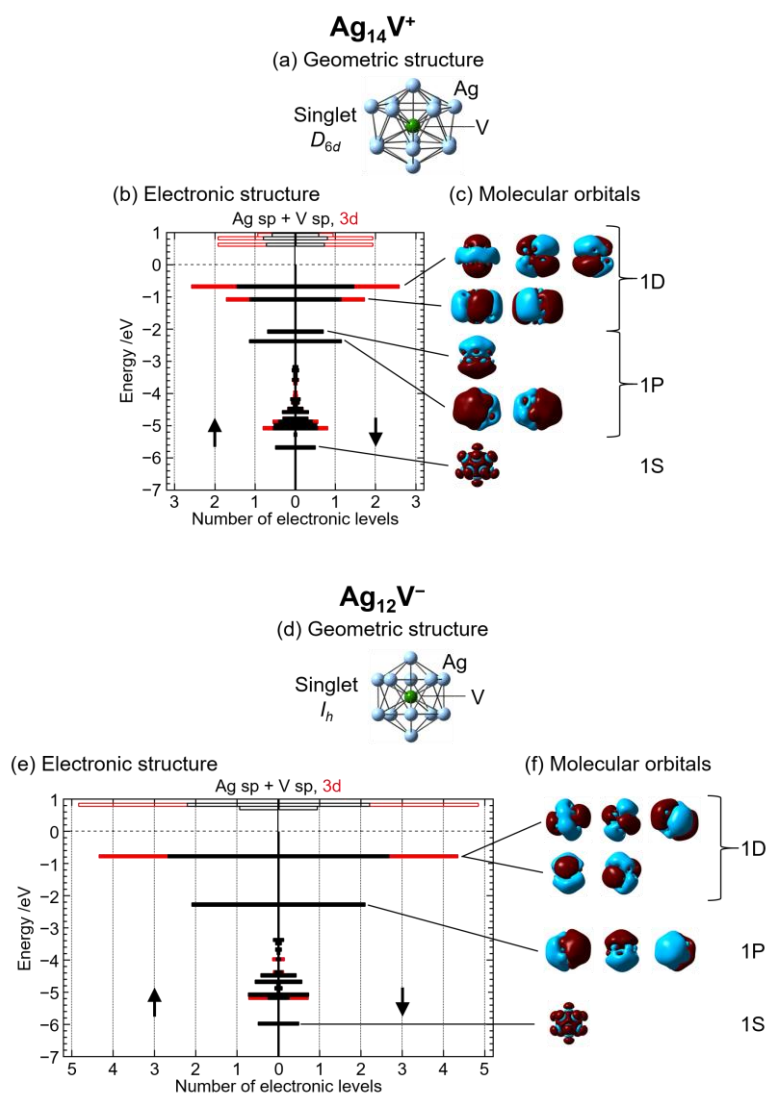 Ag₁₄V⁺
(a) Geometric structure
Ag
Singlet
D₆d
V
(b) Electronic structure
(c) Molecular orbitals
Ag sp + V sp, 3d
1
0
−1
−2
−3
−4
−5
−6
−7
Energy /eV
3 2 1 0 1 2 3
Number of electronic levels
1D
1P
1S
Ag₁₂V⁻
(d) Geometric structure
Ag
Singlet
Iₕ
V
(e) Electronic structure
(f) Molecular orbitals
Ag sp + V sp, 3d
1
0
−1
−2
−3
−4
−5
−6
−7
Energy /eV
5 4 3 2 1 0 1 2 3 4 5
Number of electronic levels
1D
1P
1S